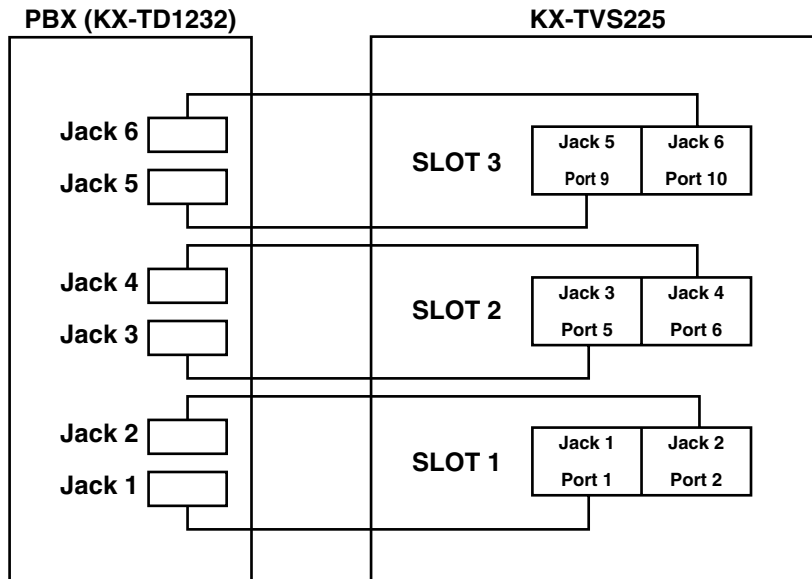 PBX (KX-TD1232)
KX-TVS225
Jack 6
Jack 5
SLOT 3
Jack 5
Jack 6
Port 9
Port 10
Jack 4
Jack 3
SLOT 2
Jack 3
Jack 4
Port 5
Port 6
Jack 2
Jack 1
SLOT 1
Jack 1
Jack 2
Port 1
Port 2